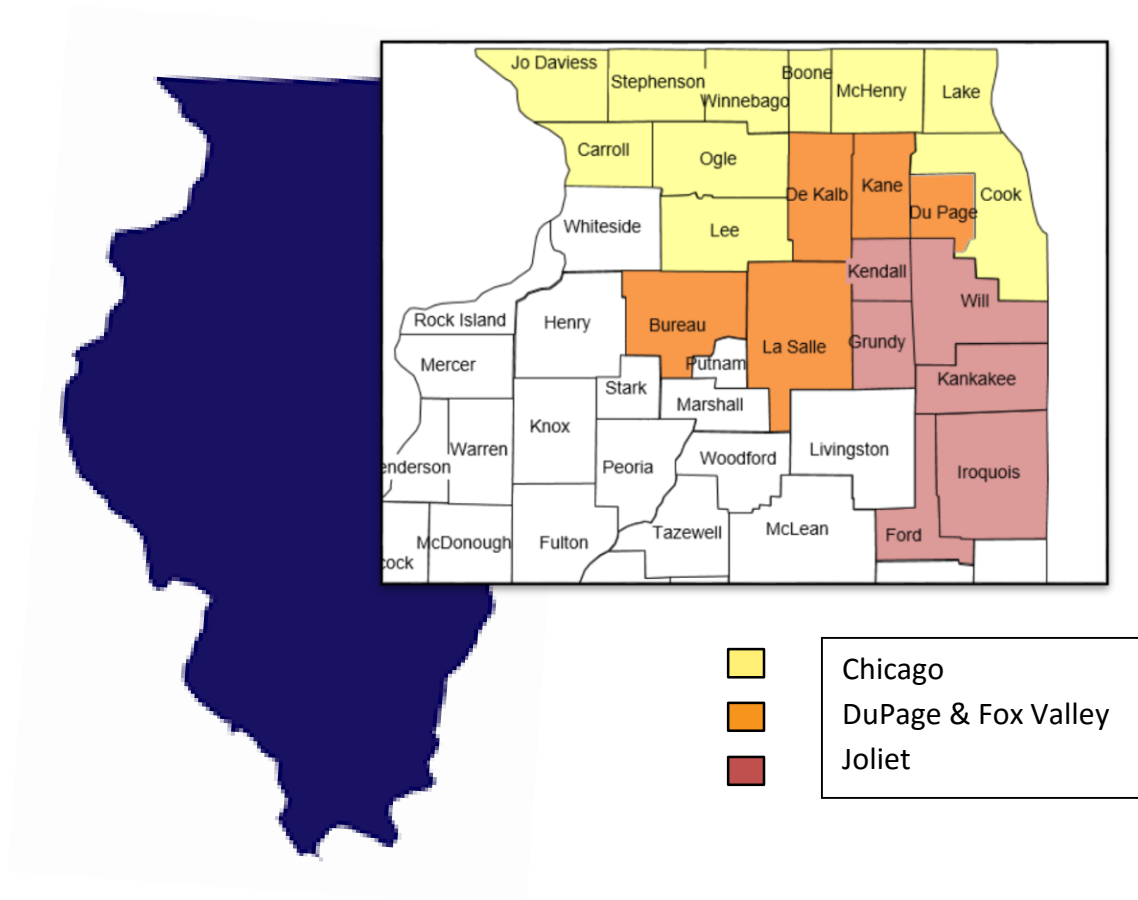 Jo Daviess
Stephenson
Winnebago
Boone
McHenry
Lake
Carroll
Ogle
De Kalb
Kane
Du Page
Cook
Whiteside
Lee
Kendall
Will
Rock Island
Henry
Bureau
Putnam
La Salle
Grundy
Mercer
Stark
Marshall
Kankakee
Knox
Warren
enderson
Peoria
Woodford
Livingston
Iroquois
McDonough
Fulton
Tazewell
McLean
Ford
cock
Chicago
DuPage & Fox Valley
Joliet